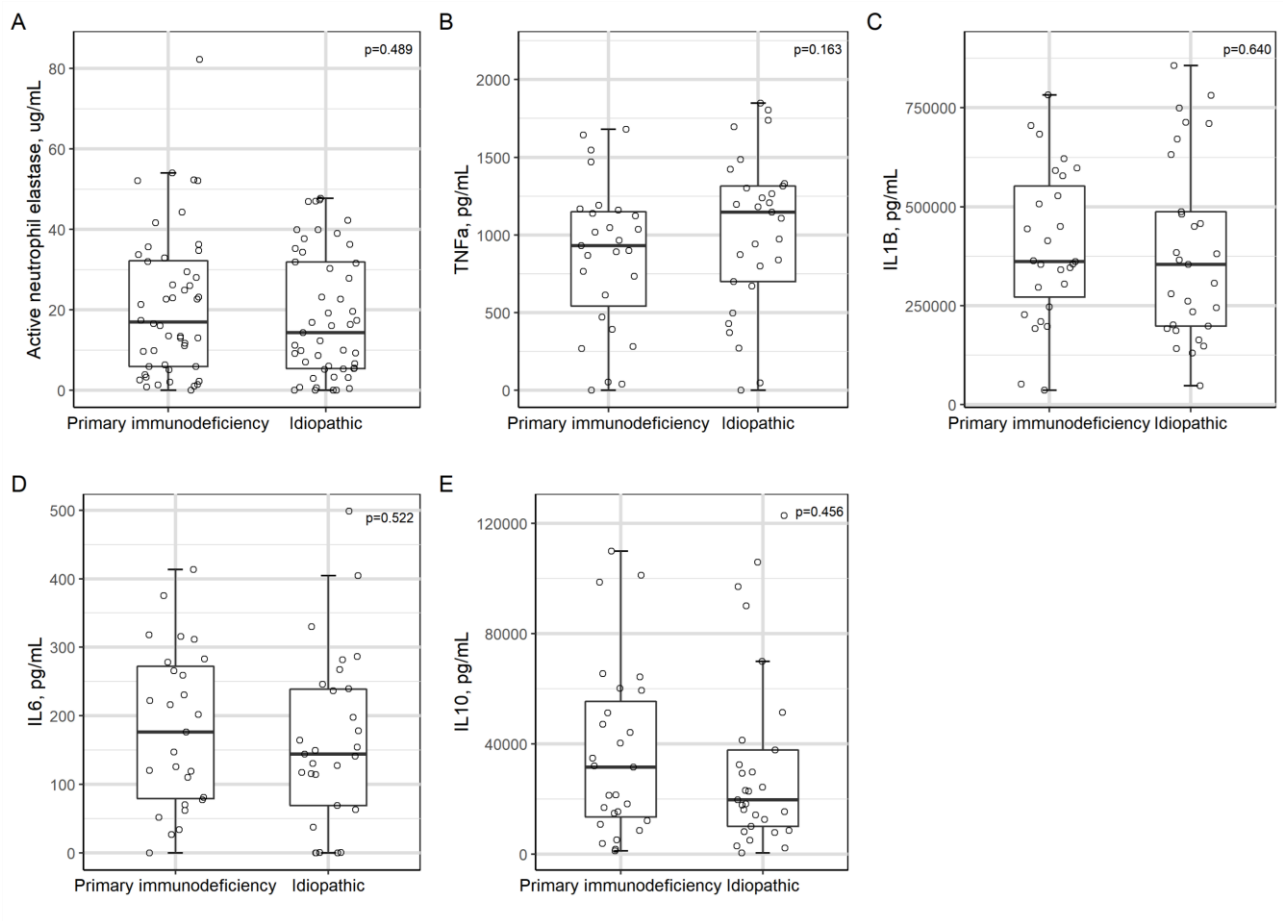 A
p=0.489
Active neutrophil elastase, ug/mL
80
60
40
20
0
Primary immunodeficiency
Idiopathic
B
p=0.163
TNFa, pg/mL
2000
1500
1000
500
0
Primary immunodeficiency
Idiopathic
C
p=0.640
IL1B, pg/mL
750000
500000
250000
0
Primary immunodeficiency
Idiopathic
D
p=0.522
IL6, pg/mL
500
400
300
200
100
0
Primary immunodeficiency
Idiopathic
E
p=0.456
IL10, pg/mL
120000
80000
40000
0
Primary immunodeficiency
Idiopathic